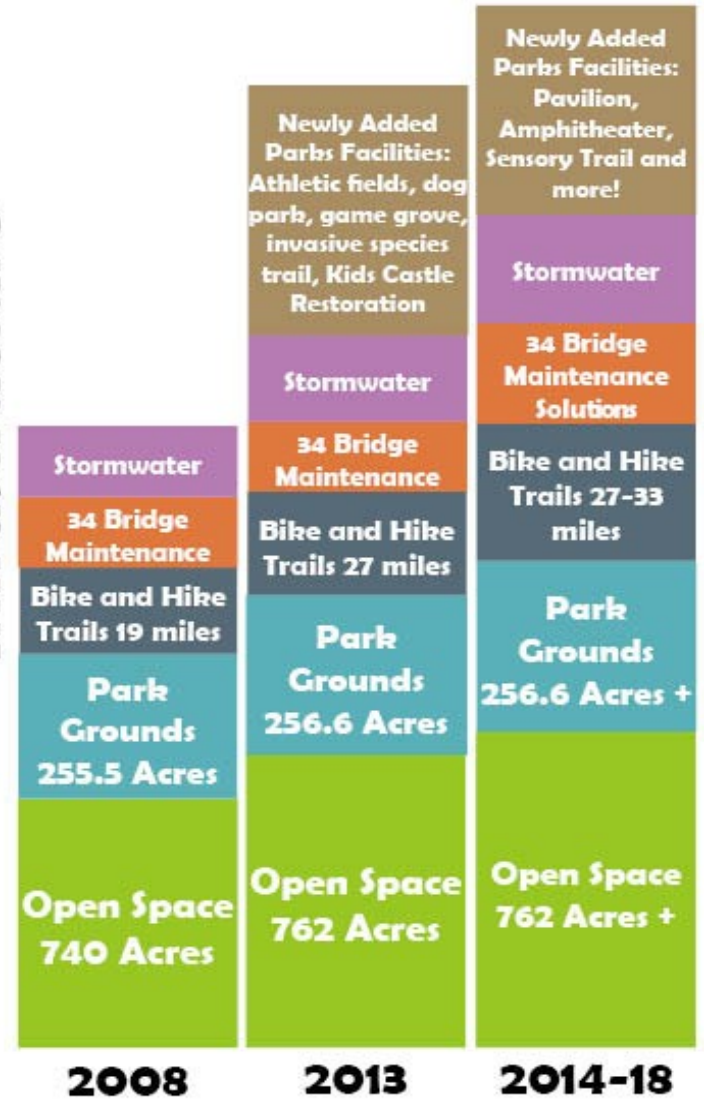 Stormwater
34 Bridge
Maintenance
Bike and Hike
Trails 19 miles
Park
Grounds
255.5 Acres
Open Space
740 Acres
2008
Newly Added
Parks Facilities:
Athletic fields, dog
park, game grove,
invasive species
trail, Kids Castle
Restoration
Stormwater
34 Bridge
Maintenance
Bike and Hike
Trails 27 miles
Park
Grounds
256.6 Acres
Open Space
762 Acres
2013
Newly Added
Parks Facilities:
Pavilion,
Amphitheater,
Sensory Trail and
more!
Stormwater
34 Bridge
Maintenance
Solutions
Bike and Hike
Trails 27-33
miles
Park
Grounds
256.6 Acres +
Open Space
762 Acres +
2014-18